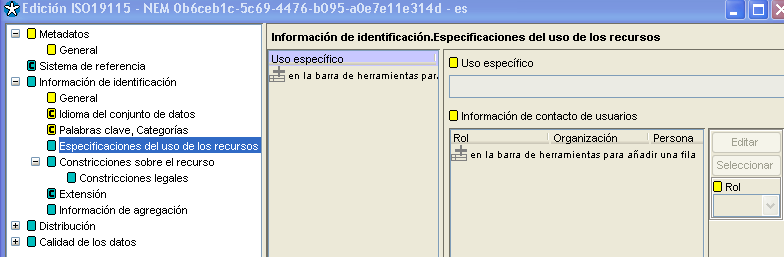 Edición ISO19115 - NEM 0b6ceb1c-5c69-4476-b095-a0e7e11e314d - es
Metadatos
General
Sistema de referencia
Información de identificación
General
Idioma del conjunto de datos
Palabras clave, Categorías
Especificaciones del uso de los recursos
Constricciones sobre el recurso
Constricciones legales
Extensión
Información de agregación
Distribución
Calidad de los datos
Información de identificación.Especificaciones del uso de los recursos
Uso específico
en la barra de herramientas par.
Uso específico
Información de contacto de usuarios
Rol Organización Persona
en la barra de herramientas para añadir una fila
Editar
Seleccionar
Rol